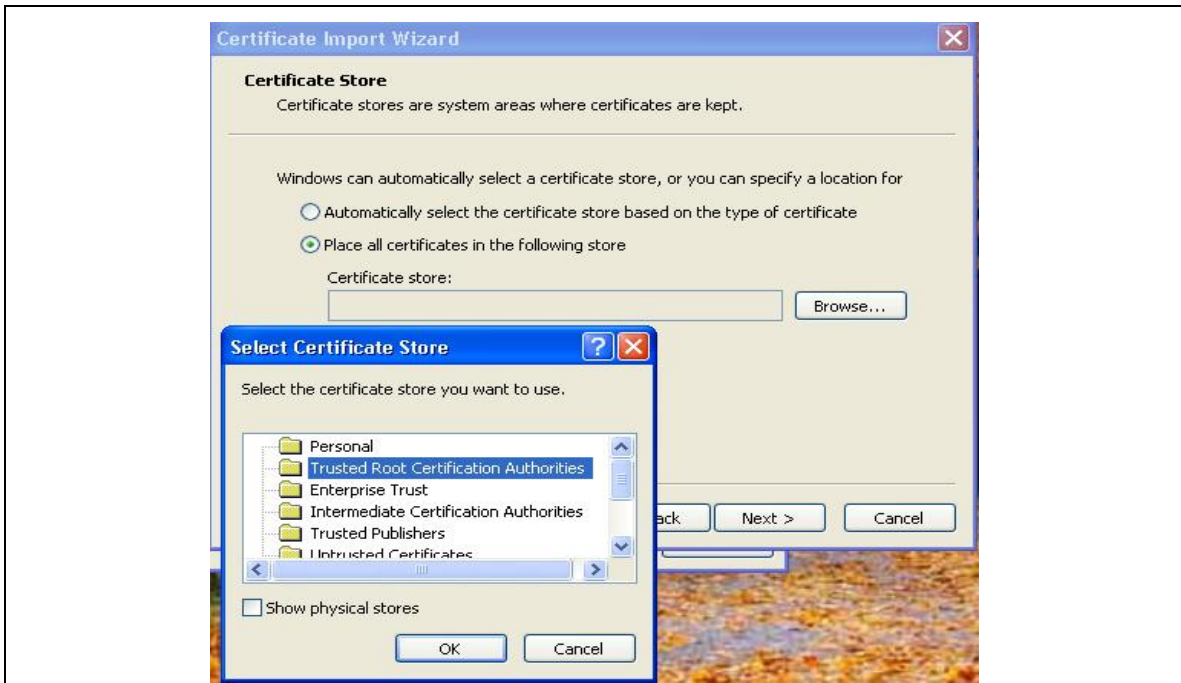 Certificate Import Wizard
Certificate Store
Certificate stores are system areas where certificates are kept.
Windows can automatically select a certificate store, or you can specify a location for
Automatically select the certificate store based on the type of certificate
Place all certificates in the following store
Certificate store:
Browse...
Select Certificate Store
Select the certificate store you want to use.
Personal
Trusted Root Certification Authorities
Enterprise Trust
Intermediate Certification Authorities
Trusted Publishers
Untrusted Certificates
ack Next > Cancel
Show physical stores
OK Cancel